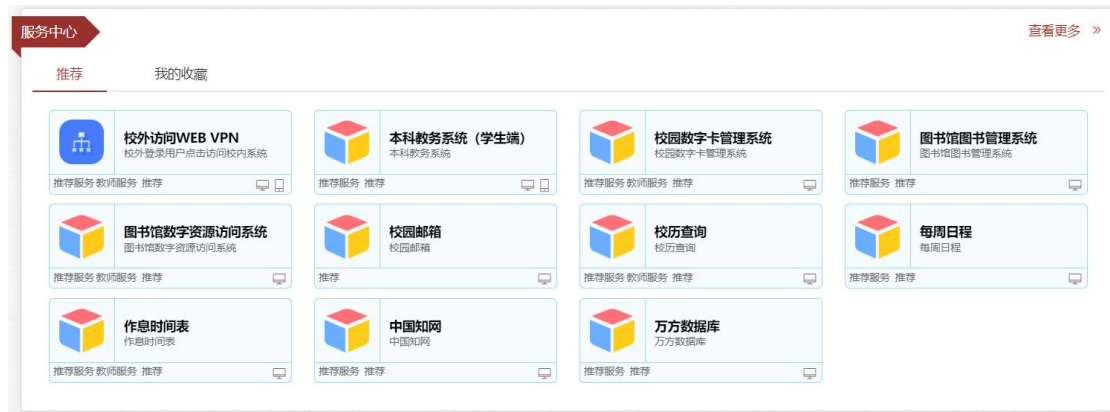 服务中心
查看更多 »
推荐 我的收藏
校外访问WEB VPN
校外登录用户点击访问校内系统
推荐服务 教师服务 推荐
本科教务系统（学生端）
本科教务系统
推荐服务 推荐
校园数字卡管理系统
校园数字卡管理系统
推荐服务 教师服务 推荐
图书馆图书管理系统
图书馆图书管理系统
推荐服务 推荐
图书馆数字资源访问系统
图书馆数字资源访问系统
推荐服务 教师服务 推荐
校园邮箱
校园邮箱
推荐
校历查询
校历查询
推荐服务 教师服务 推荐
每周日程
每周日程
推荐服务 推荐
作息时间表
作息时间表
推荐服务 教师服务 推荐
中国知网
中国知网
推荐服务 推荐
万方数据库
万方数据库
推荐服务 推荐